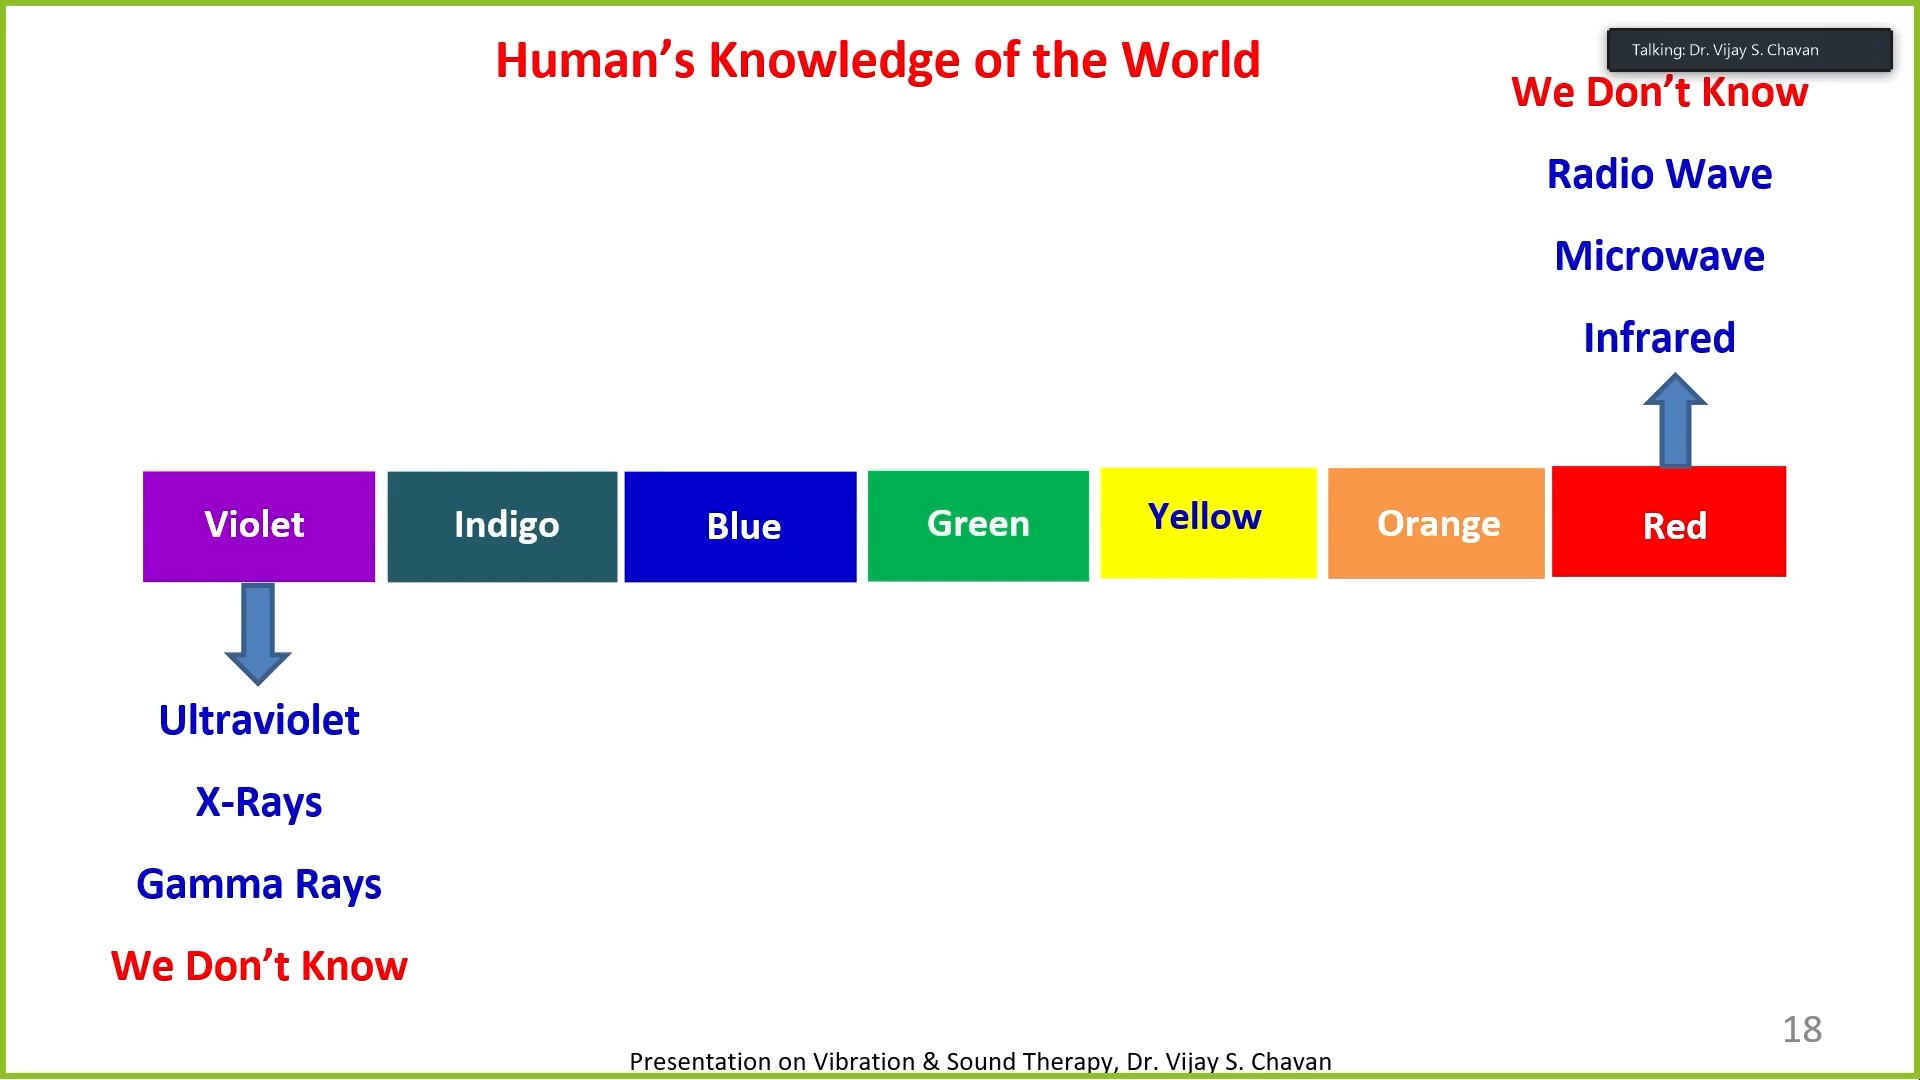 Human’s Knowledge of the World
Talking: Dr. Vijay S. Chavan
We Don’t Know
Radio Wave
Microwave
Infrared
Violet
Indigo
Blue
Green
Yellow
Orange
Red
Ultraviolet
X-Rays
Gamma Rays
We Don’t Know
18
Presentation on Vibration & Sound Therapy, Dr. Vijay S. Chavan